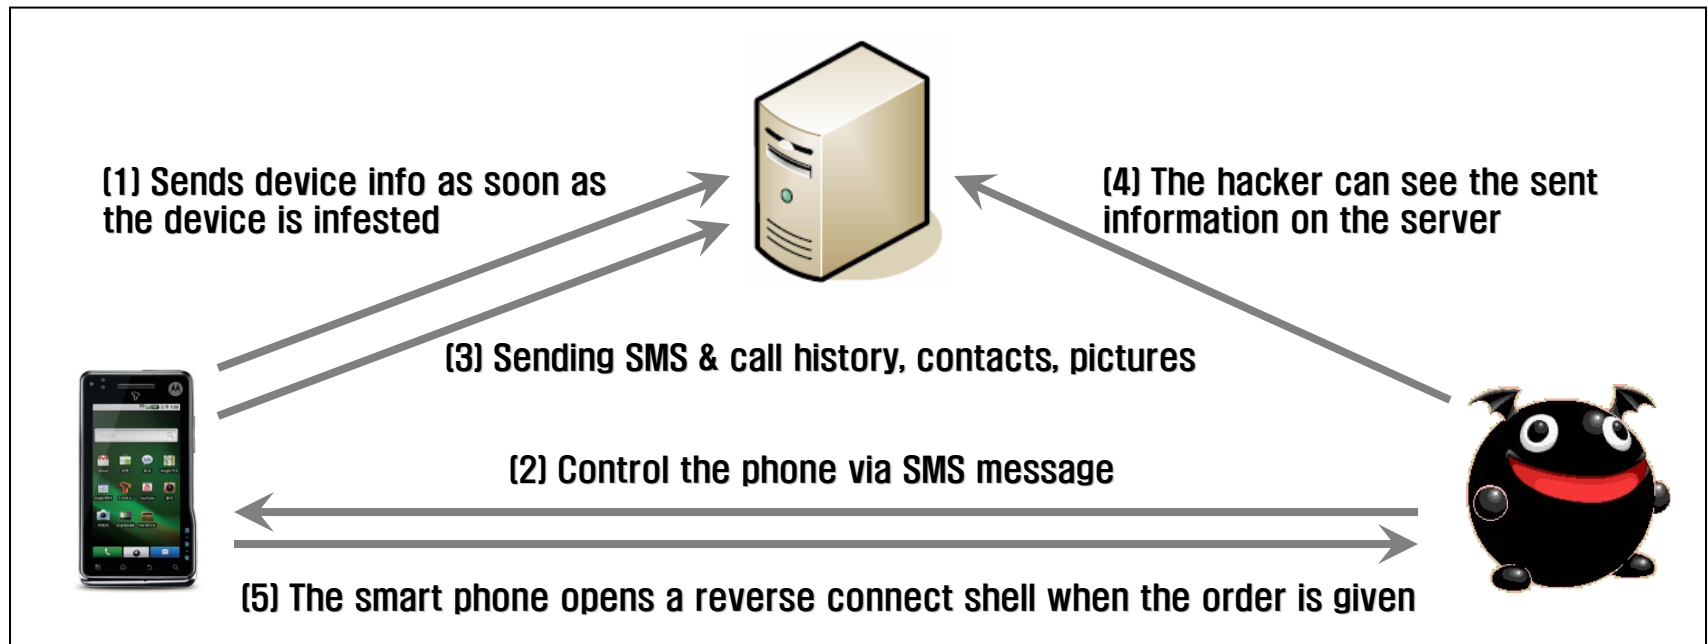 (1) Sends device info as soon as
the device is infested
(4) The hacker can see the sent
information on the server
(3) Sending SMS & call history, contacts, pictures
(2) Control the phone via SMS message
(5) The smart phone opens a reverse connect shell when the order is given